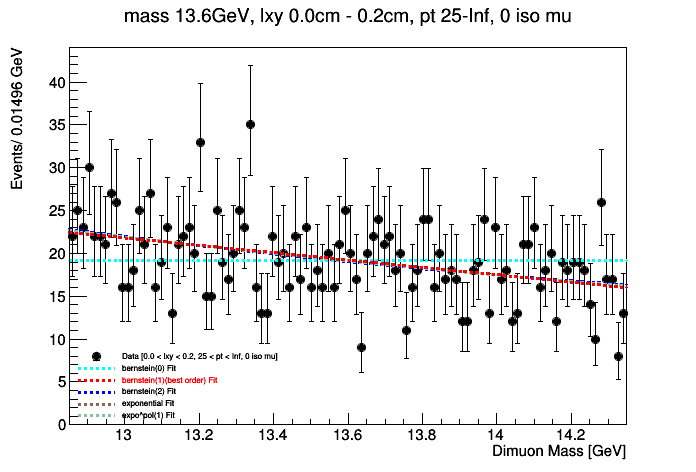 mass 13.6GeV, lxy 0.0cm - 0.2cm, pt 25-Inf, 0 iso mu
Events/ 0.01496 GeV
40
35
30
25
20
15
10
5
0
Data [0.0 < lxy < 0.2, 25 < pt < Inf, 0 iso mu]
bernstein(0) Fit
bernstein(1)(best order) Fit
bernstein(2) Fit
exponential Fit
expo*pol(1) Fit
13 13.2 13.4 13.6 13.8 14 14.2
Dimuon Mass [GeV]